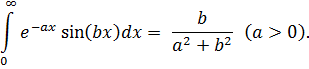 ∫₀^∞ e^{-ax} sin(bx)dx = b / (a² + b²) (a > 0).